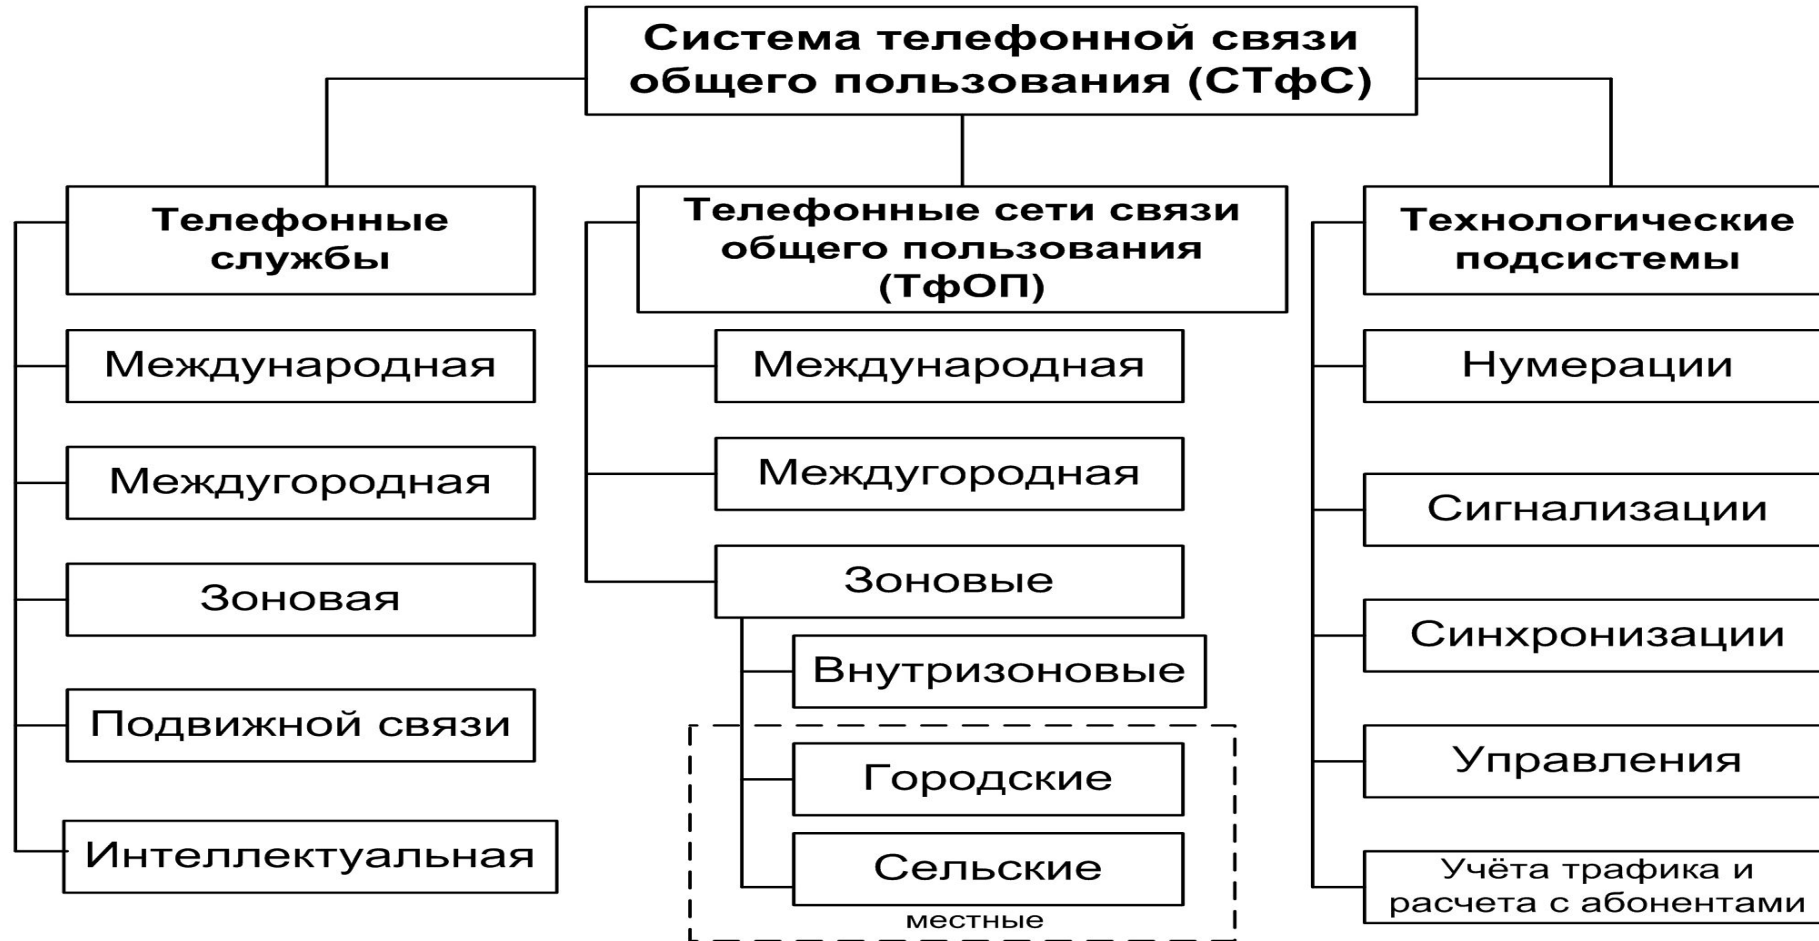 Система телефонной связи
общего пользования (СТфС)
Телефонные
службы
Международная
Междугородная
Зоновая
Подвижной связи
Интеллектуальная
Телефонные сети связи
общего пользования
(ТфОП)
Международная
Междугородная
Зоновые
Внутризоновые
Городские
Сельские
местные
Технологические
подсистемы
Нумерации
Сигнализации
Синхронизации
Управления
Учёта трафика и
расчета с абонентами